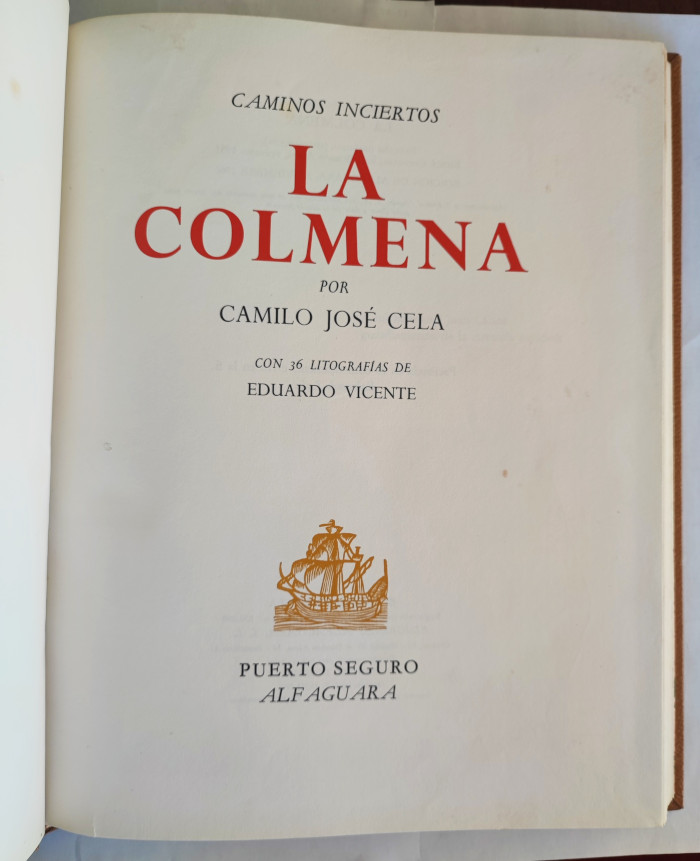 CAMINOS INCIERTOS
LA
COLMENA
POR
CAMILO JOSÉ CELA
CON 36 LITOGRAFÍAS DE
EDUARDO VICENTE
PUERTO SEGURO
ALFAGUARA